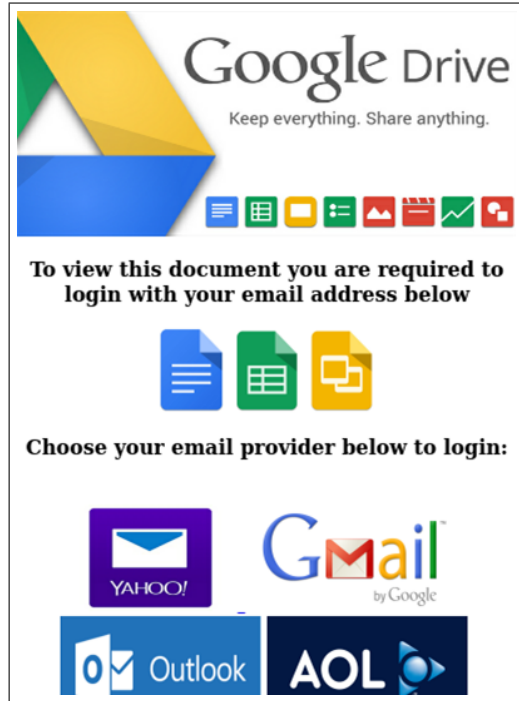 Google Drive
Keep everything. Share anything.
To view this document you are required to
login with your email address below
Choose your email provider below to login:
YAHOO!
Gmail™
by Google
Outlook
AOL